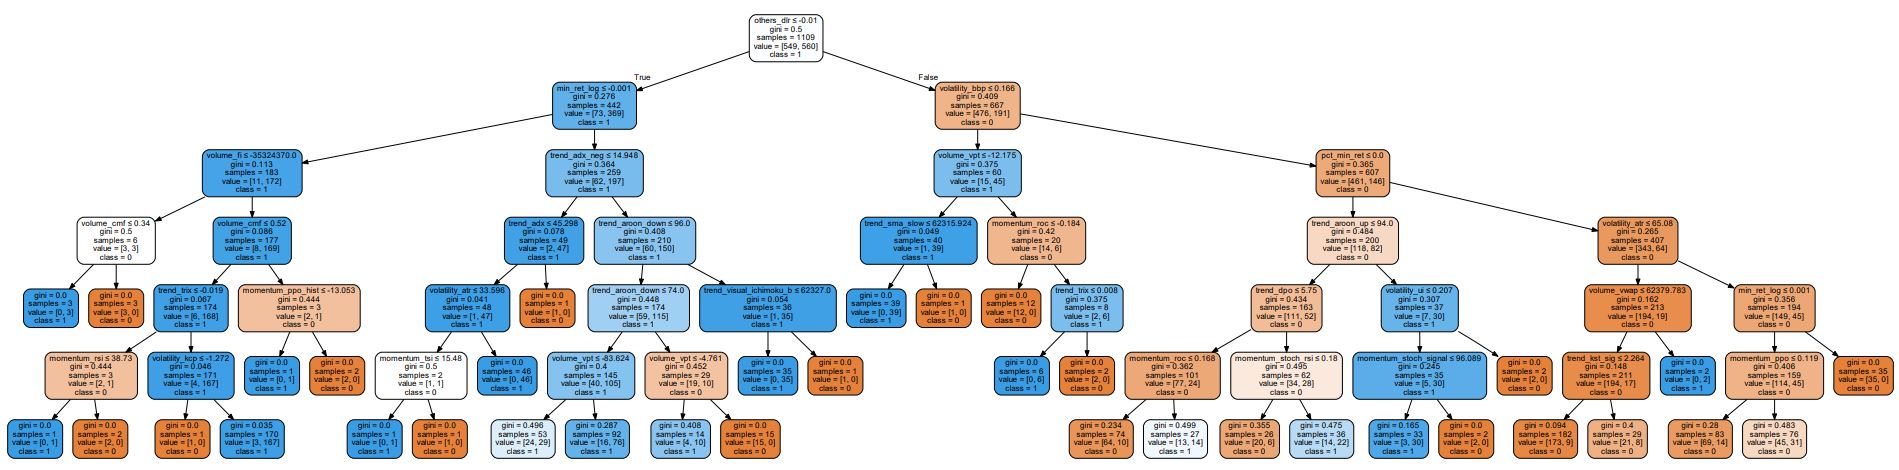 others_dlr ≤ -0.01
gini = 0.5
samples = 1109
value = [549, 560]
class = 1
True
False
min_ret_log ≤ -0.001
gini = 0.276
samples = 442
value = [73, 369]
class = 1
volatility_bbp ≤ 0.166
gini = 0.409
samples = 667
value = [476, 191]
class = 0
volume_fi ≤ -35324370.0
gini = 0.113
samples = 183
value = [11, 172]
class = 1
trend_adx_neg ≤ 14.948
gini = 0.364
samples = 259
value = [62, 197]
class = 1
volume_vpt ≤ -12.175
gini = 0.375
samples = 60
value = [15, 45]
class = 1
pct_min_ret ≤ 0.0
gini = 0.365
samples = 607
value = [461, 146]
class = 0
volume_cmf ≤ 0.34
gini = 0.5
samples = 6
value = [3, 3]
class = 0
volume_cmf ≤ 0.52
gini = 0.086
samples = 177
value = [8, 169]
class = 1
trend_adx ≤ 45.298
gini = 0.078
samples = 49
value = [2, 47]
class = 1
trend_aroon_down ≤ 96.0
gini = 0.408
samples = 210
value = [60, 150]
class = 1
trend_sma_slow ≤ 62315.924
gini = 0.049
samples = 40
value = [1, 39]
class = 1
momentum_roc ≤ -0.184
gini = 0.42
samples = 20
value = [14, 6]
class = 0
trend_aroon_up ≤ 94.0
gini = 0.484
samples = 200
value = [118, 82]
class = 0
volatility_atr ≤ 65.08
gini = 0.265
samples = 407
value = [343, 64]
class = 0
gini = 0.0
samples = 3
value = [0, 3]
class = 1
gini = 0.0
samples = 3
value = [3, 0]
class = 0
trend_trix ≤ -0.019
gini = 0.067
samples = 174
value = [6, 168]
class = 1
momentum_ppo_hist ≤ -13.053
gini = 0.444
samples = 3
value = [2, 1]
class = 0
volatility_atr ≤ 33.596
gini = 0.041
samples = 48
value = [1, 47]
class = 1
gini = 0.0
samples = 1
value = [1, 0]
class = 0
trend_aroon_down ≤ 74.0
gini = 0.448
samples = 174
value = [59, 115]
class = 1
trend_visual_ichimoku_b ≤ 62327.0
gini = 0.054
samples = 36
value = [1, 35]
class = 1
gini = 0.0
samples = 39
value = [0, 39]
class = 1
gini = 0.0
samples = 1
value = [1, 0]
class = 0
gini = 0.0
samples = 12
value = [12, 0]
class = 0
trend_trix ≤ 0.008
gini = 0.375
samples = 8
value = [2, 6]
class = 1
trend_dpo ≤ 5.75
gini = 0.434
samples = 163
value = [111, 52]
class = 0
volatility_ui ≤ 0.207
gini = 0.307
samples = 37
value = [7, 30]
class = 1
volume_vwap ≤ 62379.783
gini = 0.162
samples = 213
value = [194, 19]
class = 0
min_ret_log ≤ 0.001
gini = 0.356
samples = 194
value = [149, 45]
class = 0
momentum_rsi ≤ 38.73
gini = 0.444
samples = 3
value = [2, 1]
class = 0
volatility_kcp ≤ -1.272
gini = 0.046
samples = 171
value = [4, 167]
class = 1
gini = 0.0
samples = 1
value = [0, 1]
class = 1
gini = 0.0
samples = 2
value = [2, 0]
class = 0
momentum_tsi ≤ 15.48
gini = 0.5
samples = 2
value = [1, 1]
class = 0
gini = 0.0
samples = 46
value = [0, 46]
class = 1
volume_vpt ≤ -83.624
gini = 0.4
samples = 145
value = [40, 105]
class = 1
volume_vpt ≤ -4.761
gini = 0.452
samples = 29
value = [19, 10]
class = 0
gini = 0.0
samples = 35
value = [0, 35]
class = 1
gini = 0.0
samples = 1
value = [1, 0]
class = 0
gini = 0.0
samples = 6
value = [0, 6]
class = 1
gini = 0.0
samples = 2
value = [2, 0]
class = 0
momentum_roc ≤ 0.168
gini = 0.362
samples = 101
value = [77, 24]
class = 0
momentum_stoch_rsi ≤ 0.18
gini = 0.495
samples = 62
value = [34, 28]
class = 0
momentum_stoch_signal ≤ 96.089
gini = 0.245
samples = 35
value = [5, 30]
class = 1
gini = 0.0
samples = 2
value = [2, 0]
class = 0
trend_kst_sig ≤ 2.264
gini = 0.148
samples = 211
value = [194, 17]
class = 0
gini = 0.0
samples = 2
value = [0, 2]
class = 1
momentum_ppo ≤ 0.119
gini = 0.406
samples = 159
value = [114, 45]
class = 0
gini = 0.0
samples = 35
value = [35, 0]
class = 0
gini = 0.0
samples = 1
value = [0, 1]
class = 1
gini = 0.0
samples = 2
value = [2, 0]
class = 0
gini = 0.0
samples = 1
value = [1, 0]
class = 0
gini = 0.035
samples = 170
value = [3, 167]
class = 1
gini = 0.0
samples = 1
value = [0, 1]
class = 1
gini = 0.0
samples = 1
value = [1, 0]
class = 0
gini = 0.496
samples = 53
value = [24, 29]
class = 1
gini = 0.287
samples = 92
value = [16, 76]
class = 1
gini = 0.408
samples = 14
value = [4, 10]
class = 1
gini = 0.0
samples = 15
value = [15, 0]
class = 0
gini = 0.234
samples = 74
value = [64, 10]
class = 0
gini = 0.499
samples = 27
value = [13, 14]
class = 1
gini = 0.355
samples = 26
value = [20, 6]
class = 0
gini = 0.475
samples = 36
value = [14, 22]
class = 1
gini = 0.165
samples = 33
value = [3, 30]
class = 1
gini = 0.0
samples = 2
value = [2, 0]
class = 0
gini = 0.094
samples = 182
value = [173, 9]
class = 0
gini = 0.4
samples = 29
value = [21, 8]
class = 0
gini = 0.28
samples = 83
value = [69, 14]
class = 0
gini = 0.483
samples = 76
value = [45, 31]
class = 0